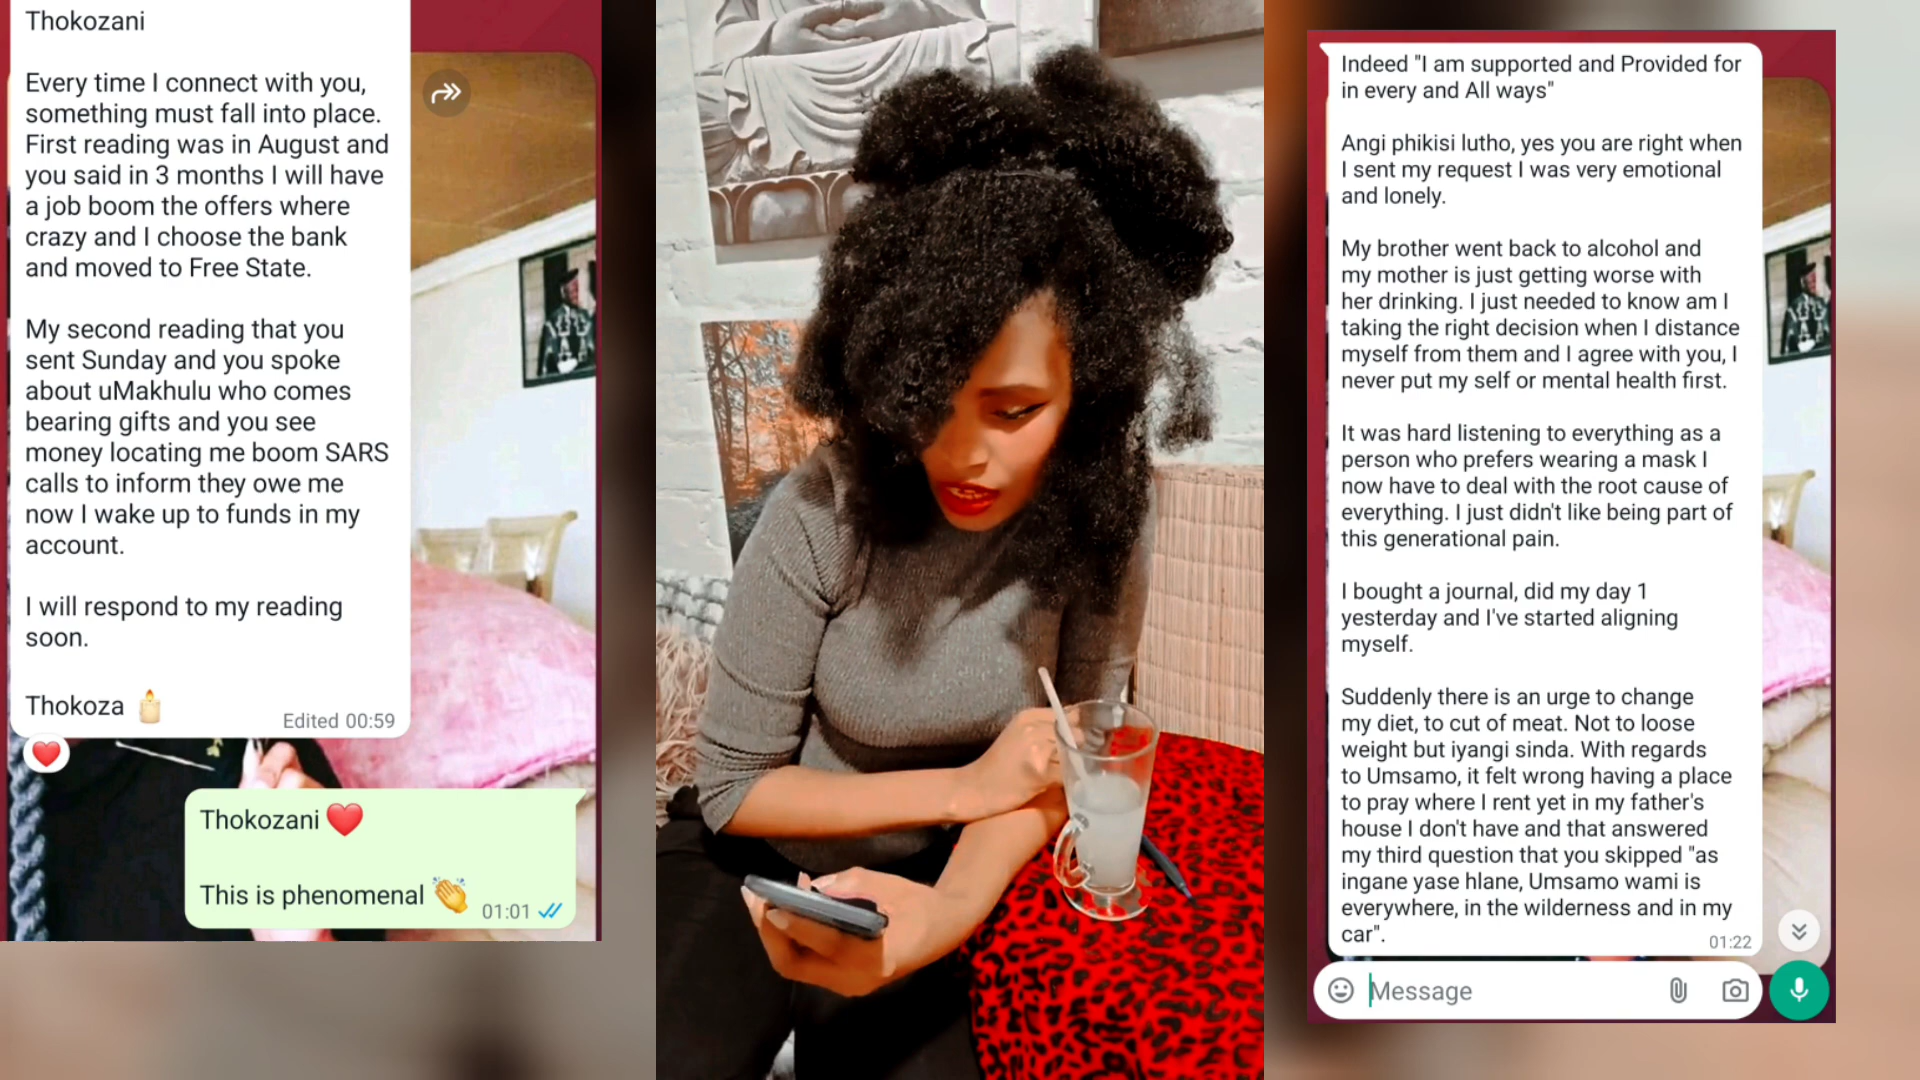 Thokozani
Every time I connect with you,
something must fall into place.
First reading was in August and
you said in 3 months I will have
a job boom the offers where
crazy and I choose the bank
and moved to Free State.
My second reading that you
sent Sunday and you spoke
about uMakhulu who comes
bearing gifts and you see
money locating me boom SARS
calls to inform they owe me
now I wake up to funds in my
account.
I will respond to my reading
soon.
Thokoza 🕯️
Edited 00:59
❤️
Thokozani ❤️
This is phenomenal 👏
01:01
Indeed "I am supported and Provided for
in every and All ways"
Angi phikisi lutho, yes you are right when
I sent my request I was very emotional
and lonely.
My brother went back to alcohol and
my mother is just getting worse with
her drinking. I just needed to know am I
taking the right decision when I distance
myself from them and I agree with you, I
never put my self or mental health first.
It was hard listening to everything as a
person who prefers wearing a mask I
now have to deal with the root cause of
everything. I just didn't like being part of
this generational pain.
I bought a journal, did my day 1
yesterday and I've started aligning
myself.
Suddenly there is an urge to change
my diet, to cut of meat. Not to loose
weight but iyangi sinda. With regards
to Umsamo, it felt wrong having a place
to pray where I rent yet in my father's
house I don't have and that answered
my third question that you skipped "as
ingane yase hlane, Umsamo wami is
everywhere, in the wilderness and in my
car".
01:22
Message